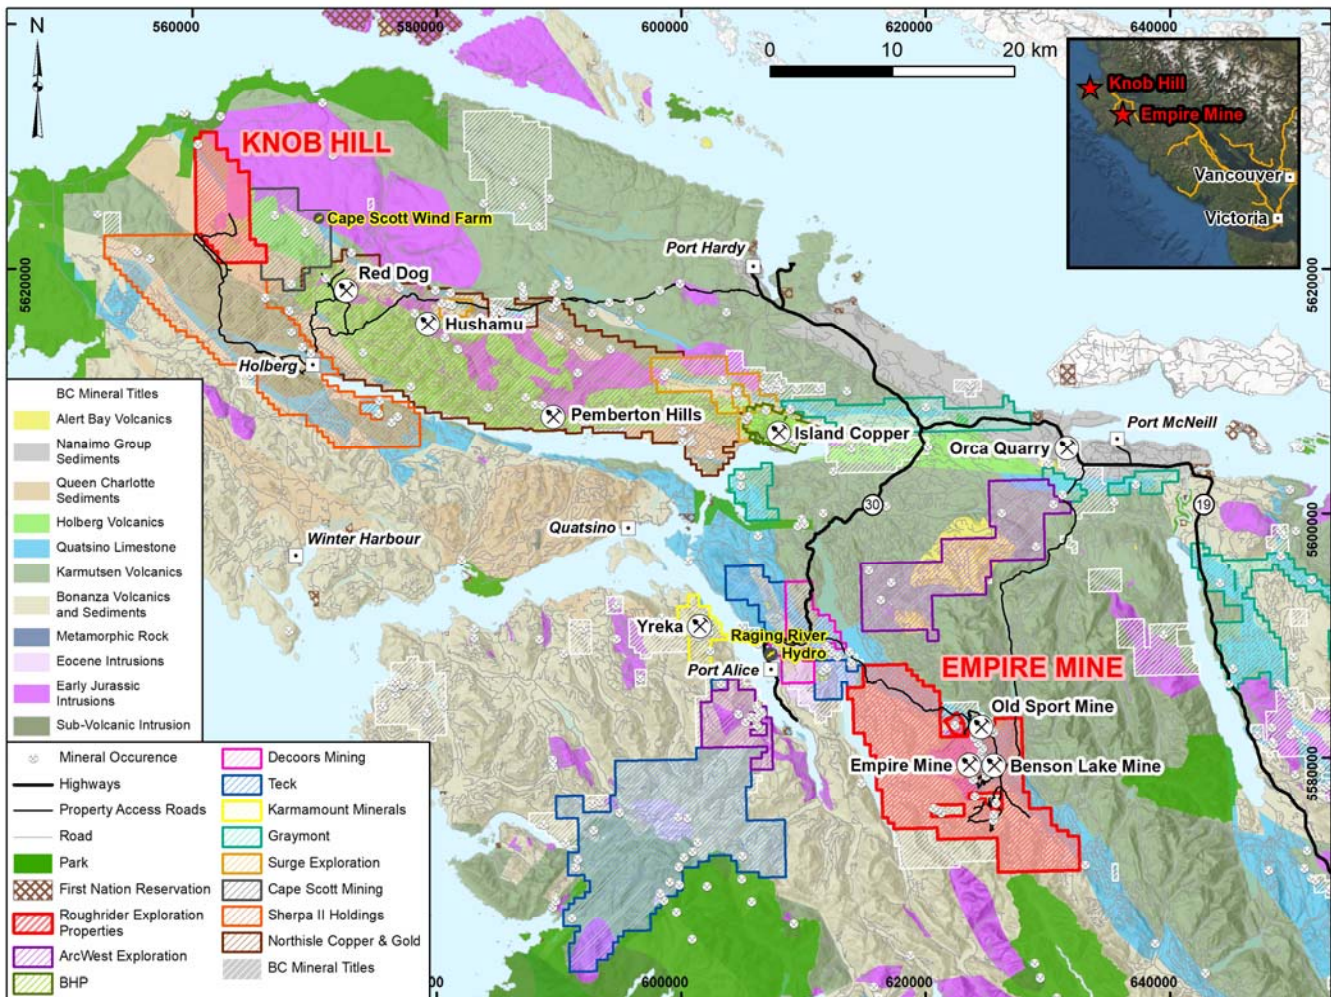 560000
580000
600000
620000
640000
N
0
10
20 km
Knob Hill
Empire Mine
Vancouver
Victoria
KNOB HILL
Cape Scott Wind Farm
Port Hardy
5620000
5620000
Red Dog
Hushamu
Holberg
Pemberton Hills
Island Copper
Orca Quarry
Port McNeill
30
19
Quatsino
Winter Harbour
5600000
Yreka
Raging River
Hydro
Port Alice
EMPIRE MINE
Old Sport Mine
Empire Mine
Benson Lake Mine
5580000
BC Mineral Titles
Alert Bay Volcanics
Nanaimo Group
Sediments
Queen Charlotte
Sediments
Holberg Volcanics
Quatsino Limestone
Karmutsen Volcanics
Bonanza Volcanics
and Sediments
Metamorphic Rock
Eocene Intrusions
Early Jurassic
Intrusions
Sub-Volcanic Intrusion
Mineral Occurence
Highways
Property Access Roads
Road
Park
First Nation Reservation
Roughrider Exploration
Properties
ArcWest Exploration
BHP
Decoors Mining
Teck
Karmamount Minerals
Graymont
Surge Exploration
Cape Scott Mining
Sherpa II Holdings
Northisle Copper & Gold
BC Mineral Titles
600000
620000
640000